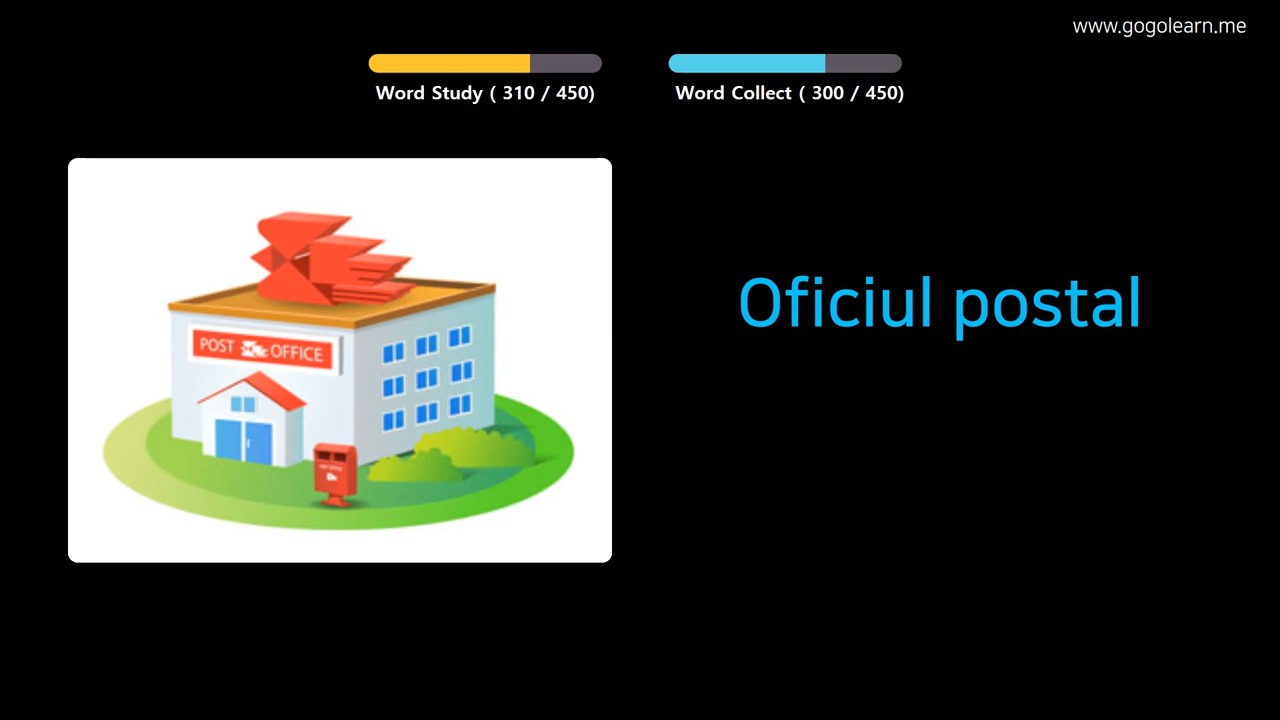 www.gogolearn.me
Word Study ( 310 / 450)
Word Collect ( 300 / 450)
Oficiul postal
POST OFFICE